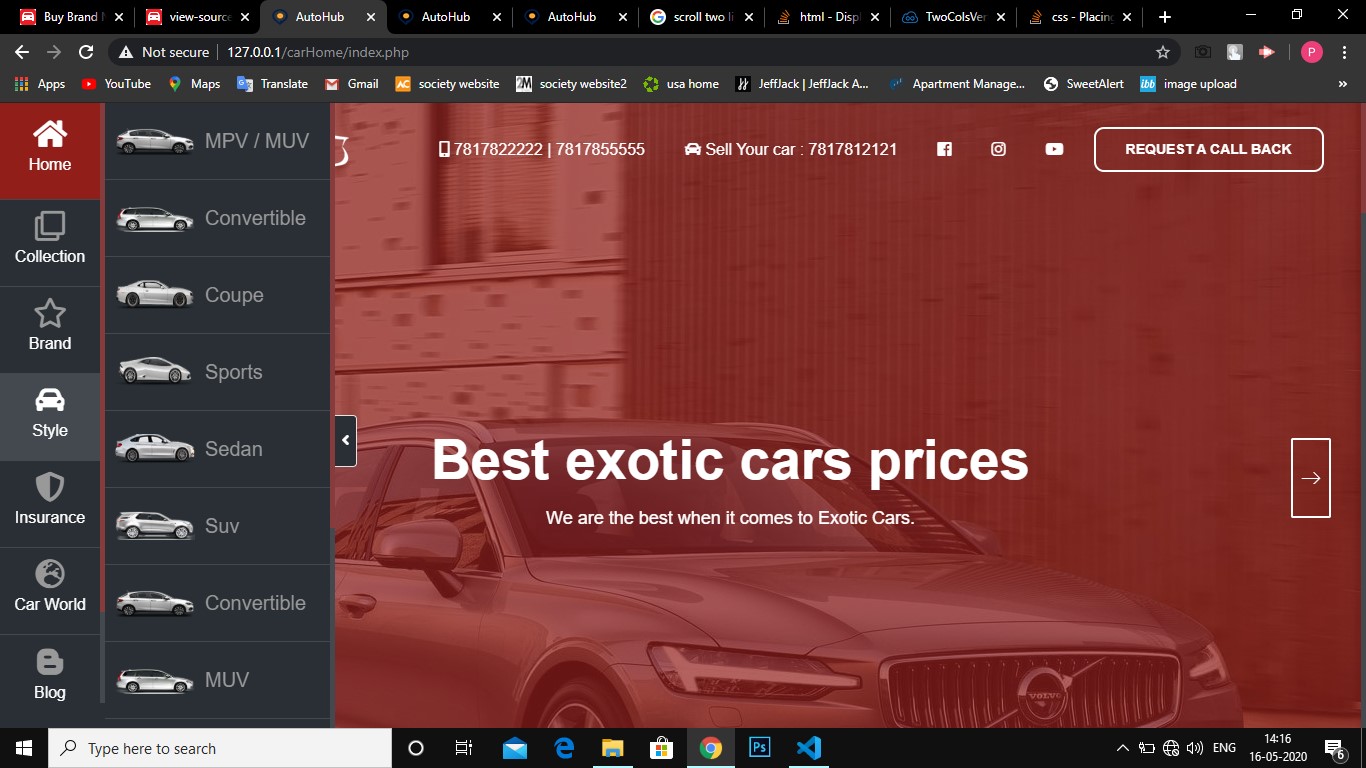 Buy Brand N
view-source
AutoHub
AutoHub
AutoHub
scroll two li
html - Displ
TwoColsVer
css - Placing
Not secure | 127.0.0.1/carHome/index.php
P
Apps
YouTube
Maps
Translate
Gmail
AC society website
2M society website2
usa home
JeffJack | JeffJack A...
Apartment Manage...
SweetAlert
ibb image upload
»
Home
Collection
Brand
Style
Insurance
Car World
Blog
MPV / MUV
Convertible
Coupe
Sports
Sedan
Suv
Convertible
MUV
7817822222 | 7817855555
Sell Your car : 7817812121
REQUEST A CALL BACK
Best exotic cars prices
We are the best when it comes to Exotic Cars.
VOLVO
Type here to search
Ps
ENG
14:16
16-05-2020
6